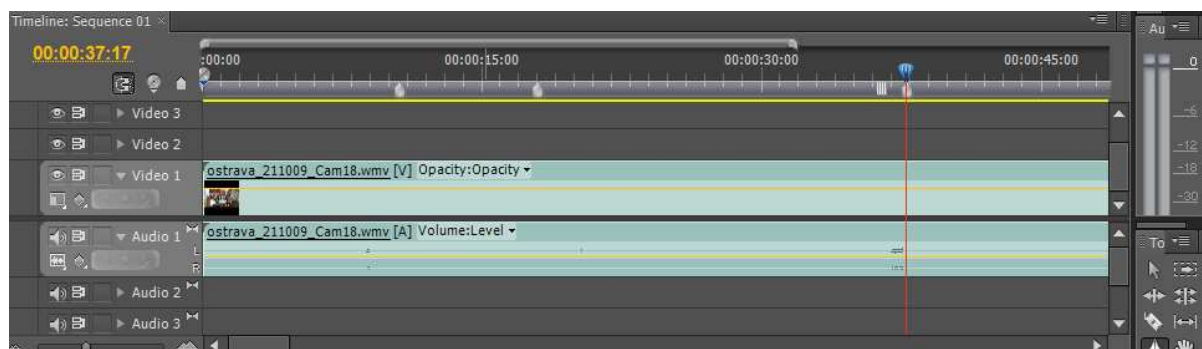 Timeline: Sequence 01 ×
Au
00:00:37:17
:00:00 00:00:15:00 00:00:30:00 00:00:45:00
0
-6
-12
-18
-30
Video 3
Video 2
Video 1
ostrava_211009_Cam18.wmv [V] Opacity:Opacity
Audio 1
ostrava_211009_Cam18.wmv [A] Volume:Level
L
R
Audio 2
Audio 3
To